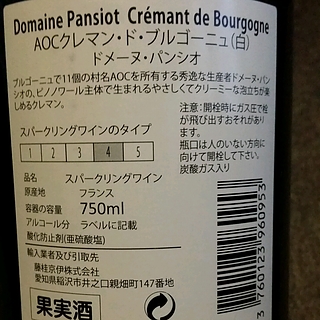 Domaine Pansiot Crémant de Bourgogne
AOCクレマン・ド・ブルゴーニュ(白)
ドメーヌ・パンシオ
ブルゴーニュで11個の村名AOCを所有する秀逸な生産者ドメーヌ・パン
シオの、ピノノワール主体で生まれるやさしくてクリーミーな泡立ちが楽
しめるクレマン。
スパークリングワインのタイプ
1 2 3 4 5
注意:開栓時にガス圧で栓
が飛び出すおそれがあり
ます。
瓶口は人のいない方向に
向けて開栓して下さい。
炭酸ガス入り
品名 スパークリングワイン
原産地 フランス
容器の容量 750ml
アルコール分 ラベルに記載
酸化防止剤(亜硫酸塩)
輸入業者及び引取先
藤桂京伊株式会社
愛知県稲沢市井之口親畑町147番地
果実酒
3 760123 960953